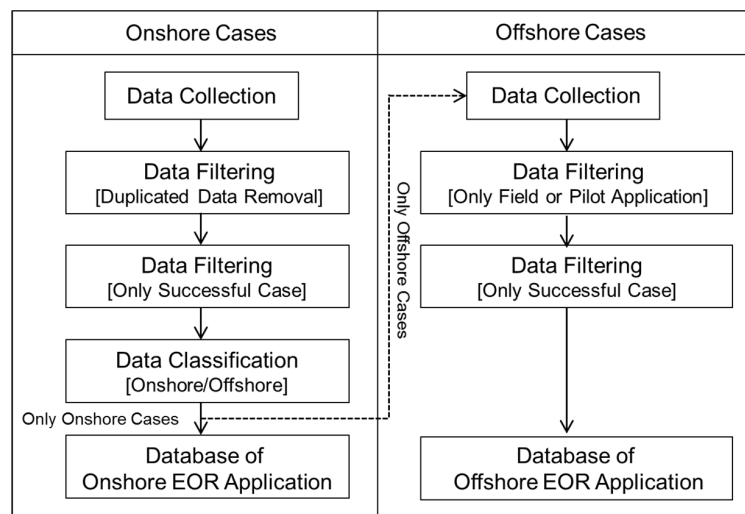 Onshore Cases
Data Collection
Data Filtering
[Duplicated Data Removal]
Data Filtering
[Only Successful Case]
Data Classification
[Onshore/Offshore]
Only Onshore Cases
Database of
Onshore EOR Application
Only Offshore Cases
Offshore Cases
Data Collection
Data Filtering
[Only Field or Pilot Application]
Data Filtering
[Only Successful Case]
Database of
Offshore EOR Application